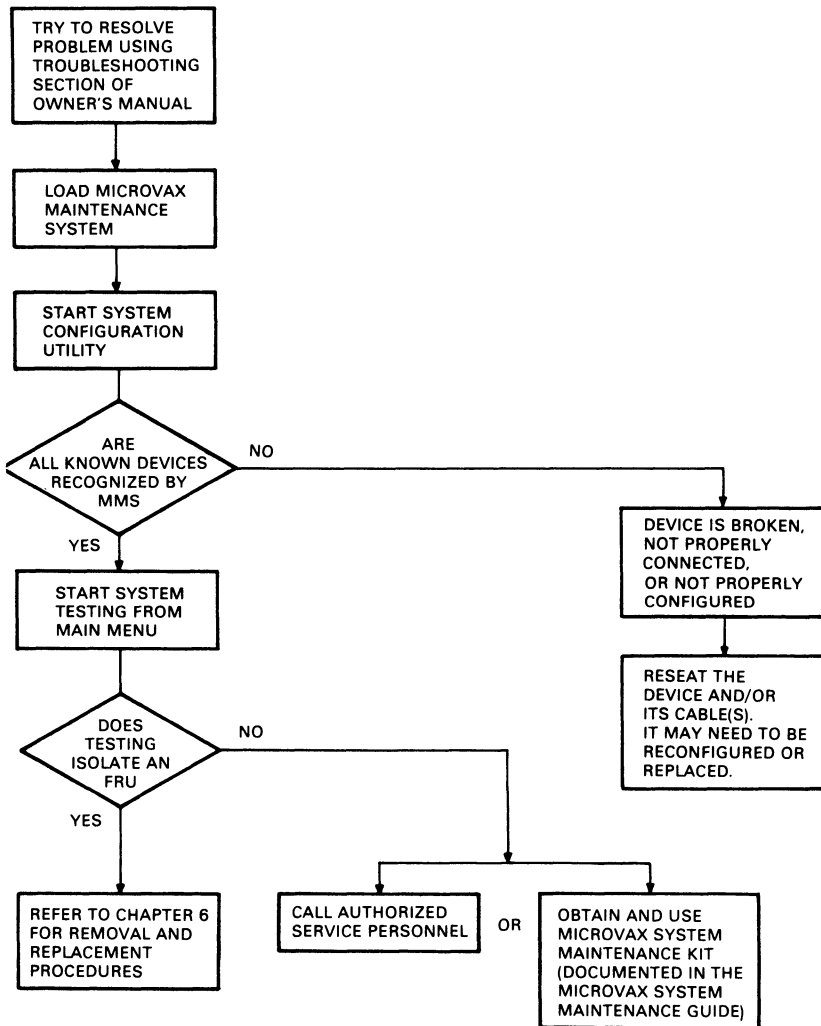 TRY TO RESOLVE
PROBLEM USING
TROUBLESHOOTING
SECTION OF
OWNER'S MANUAL
LOAD MICROVAX
MAINTENANCE
SYSTEM
START SYSTEM
CONFIGURATION
UTILITY
ARE
ALL KNOWN DEVICES
RECOGNIZED BY
MMS
NO
YES
DEVICE IS BROKEN,
NOT PROPERLY
CONNECTED,
OR NOT PROPERLY
CONFIGURED
RESEAT THE
DEVICE AND/OR
ITS CABLE(S).
IT MAY NEED TO BE
RECONFIGURED OR
REPLACED.
START SYSTEM
TESTING FROM
MAIN MENU
DOES
TESTING
ISOLATE AN
FRU
NO
YES
REFER TO CHAPTER 6
FOR REMOVAL AND
REPLACEMENT
PROCEDURES
CALL AUTHORIZED
SERVICE PERSONNEL
OR
OBTAIN AND USE
MICROVAX SYSTEM
MAINTENANCE KIT
(DOCUMENTED IN THE
MICROVAX SYSTEM
MAINTENANCE GUIDE)